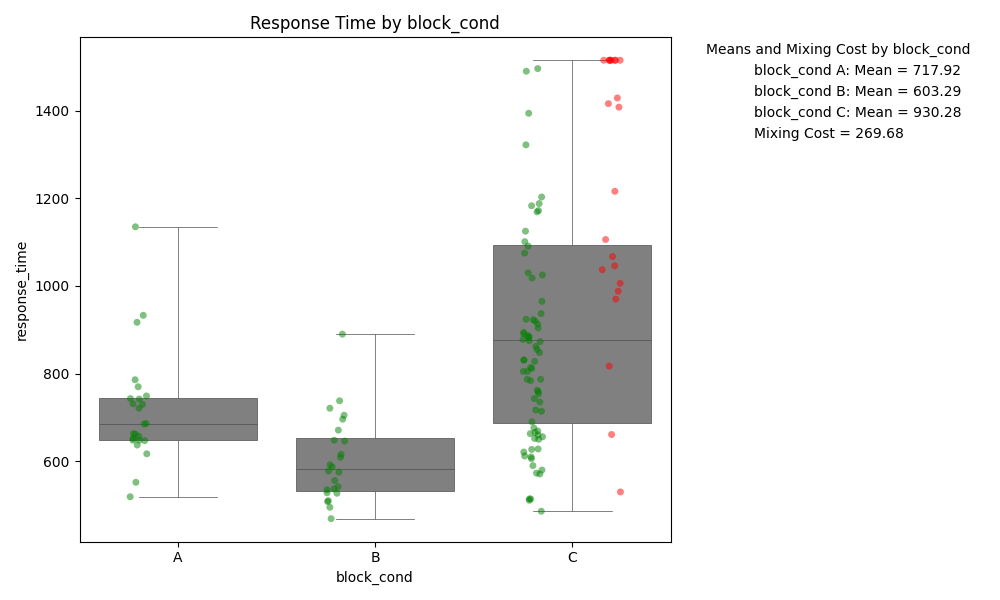 Response Time by block_cond
Means and Mixing Cost by block_cond
block_cond A: Mean = 717.92
block_cond B: Mean = 603.29
block_cond C: Mean = 930.28
Mixing Cost = 269.68
response_time
1400
1200
1000
800
600
A B C
block_cond